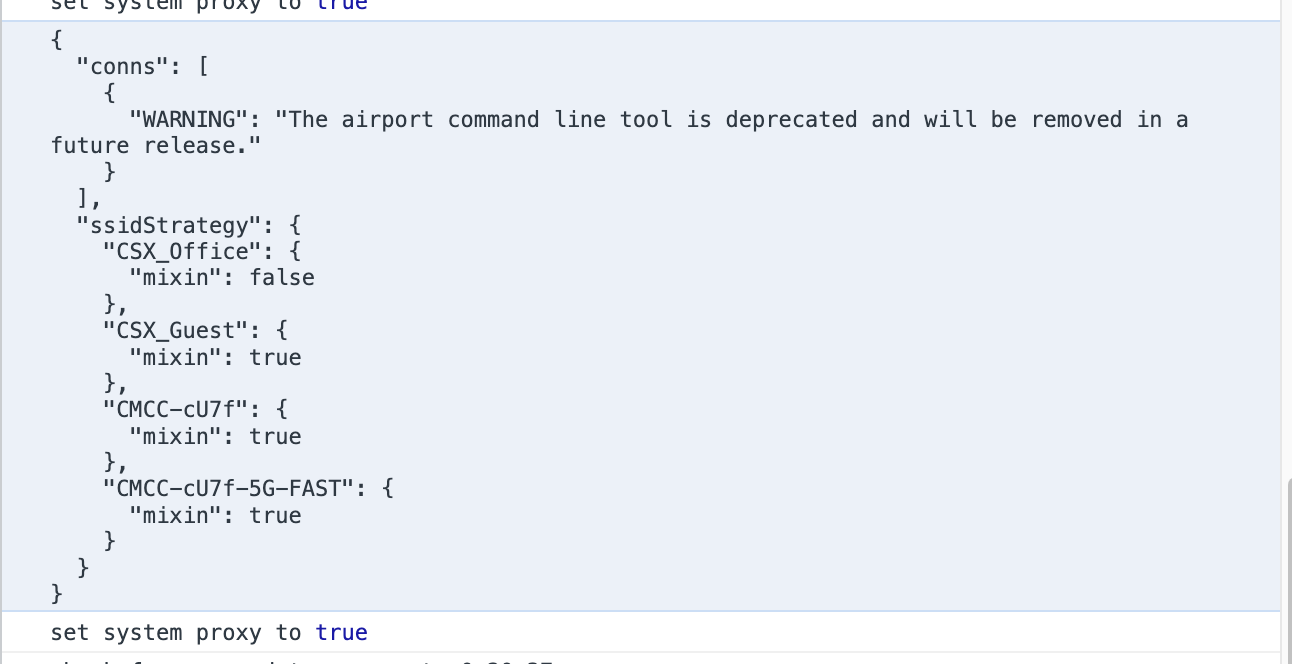 set system proxy to true
{
  "conns": [
    {
      "WARNING": "The airport command line tool is deprecated and will be removed in a
future release."
    }
  ],
  "ssidStrategy": {
    "CSX_Office": {
      "mixin": false
    },
    "CSX_Guest": {
      "mixin": true
    },
    "CMCC-cU7f": {
      "mixin": true
    },
    "CMCC-cU7f-5G-FAST": {
      "mixin": true
    }
  }
}
set system proxy to true